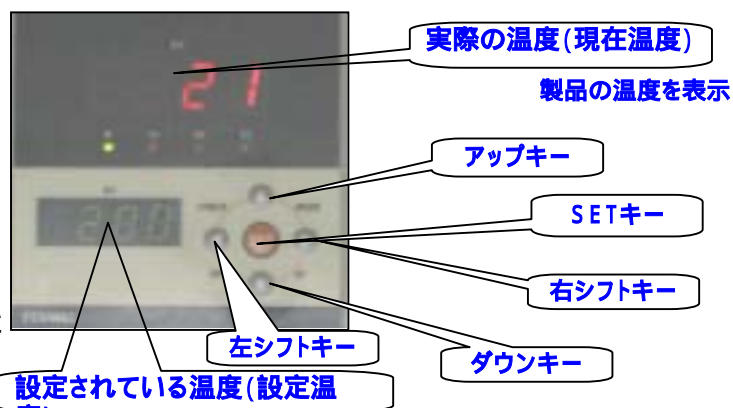 実際の温度(現在温度)
製品の温度を表示
21
アップキー
SETキー
200
右シフトキー
左シフトキー
ダウンキー
設定されている温度(設定温